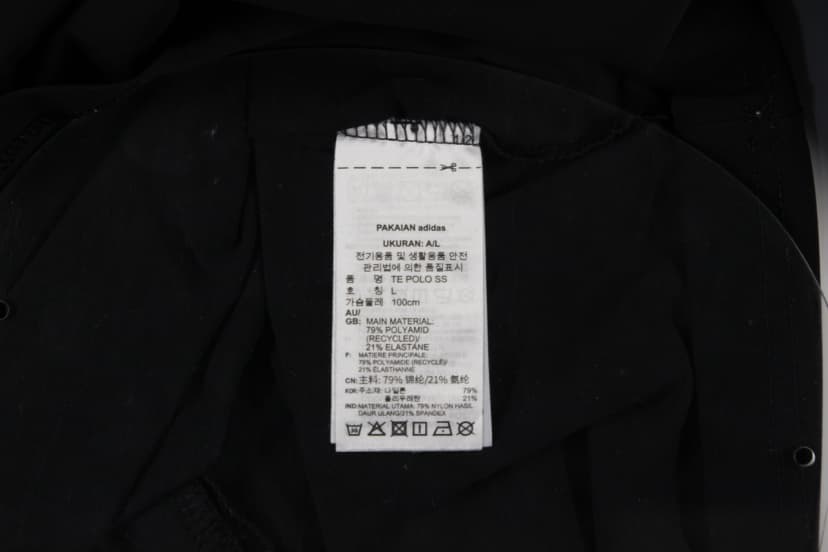 12
PAKAIAN adidas
UKURAN: A/L
전기용품 및 생활용품 안전
관리법에 의한 품질표시
품 명 TE POLO SS
호 칭 L
가슴둘레 100cm
AU/
GB: MAIN MATERIAL:
79% POLYAMID
(RECYCLED)/
21% ELASTANE
F: MATIERE PRINCIPALE:
79% POLYAMIDE (RECYCLE)/
21% ÉLASTHANNE
CN: 主料: 79% 锦纶/21% 氨纶
KOR: 주소재: 나일론 79%
폴리우레탄 21%
IND: MATERIAL UTAMA: 79% NYLON HASIL
DAUR ULANG/21% SPANDEX